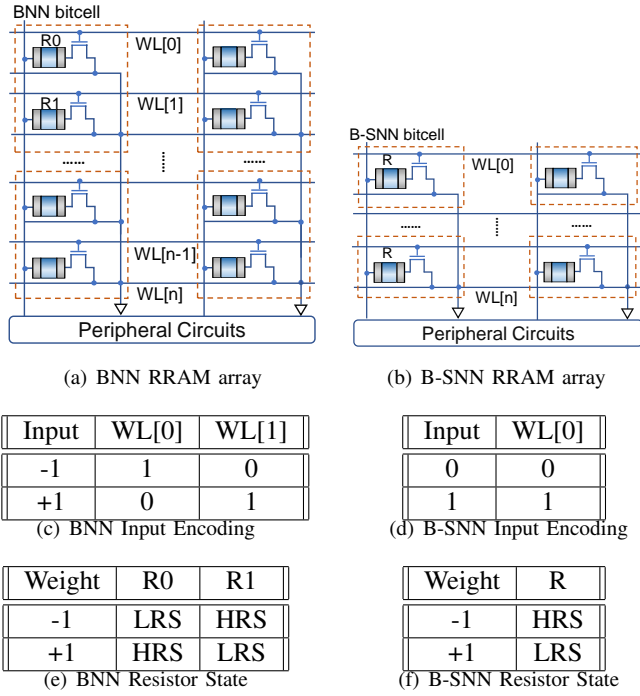 BNN bitcell
R0
WL[0]
R1
WL[1]
......
......
......
WL[n-1]
WL[n]
Peripheral Circuits
(a) BNN RRAM array
B-SNN bitcell
R
WL[0]
......
......
......
R
WL[n]
Peripheral Circuits
(b) B-SNN RRAM array
Input WL[0] WL[1]
-1 1 0
+1 0 1
(c) BNN Input Encoding
Input WL[0]
0 0
1 1
(d) B-SNN Input Encoding
Weight R0 R1
-1 LRS HRS
+1 HRS LRS
(e) BNN Resistor State
Weight R
-1 HRS
+1 LRS
(f) B-SNN Resistor State